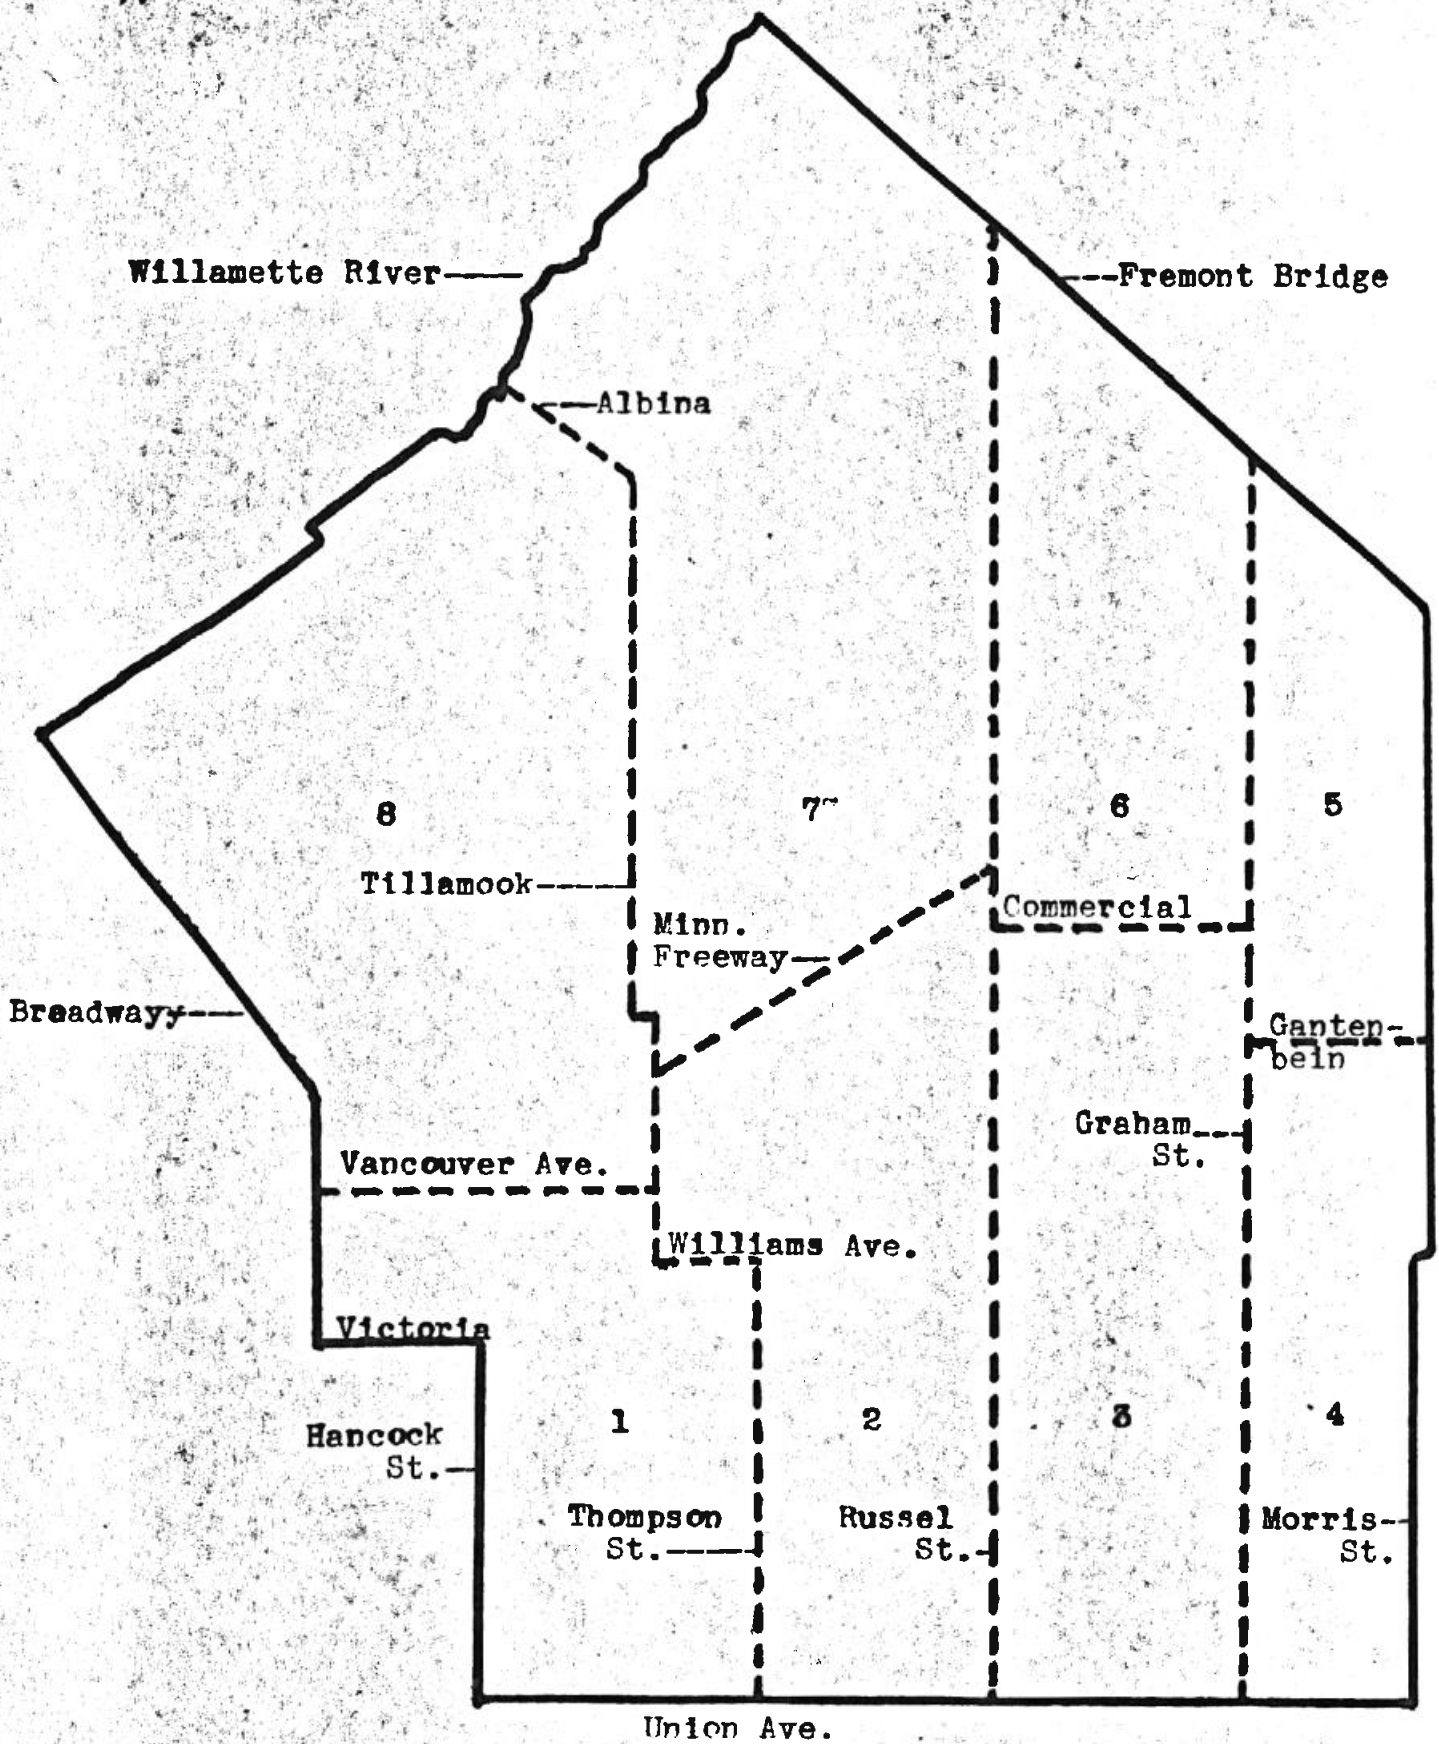 Willamette River
Fremont Bridge
Albina
8
7
6
5
Tillamook
Commercial
Minn.
Freeway
Broadway
Ganten-
bein
Graham
St.
Vancouver Ave.
Williams Ave.
Victoria
1
2
3
4
Hancock
St.
Thompson
St.
Russel
St.
Morris
St.
Union Ave.